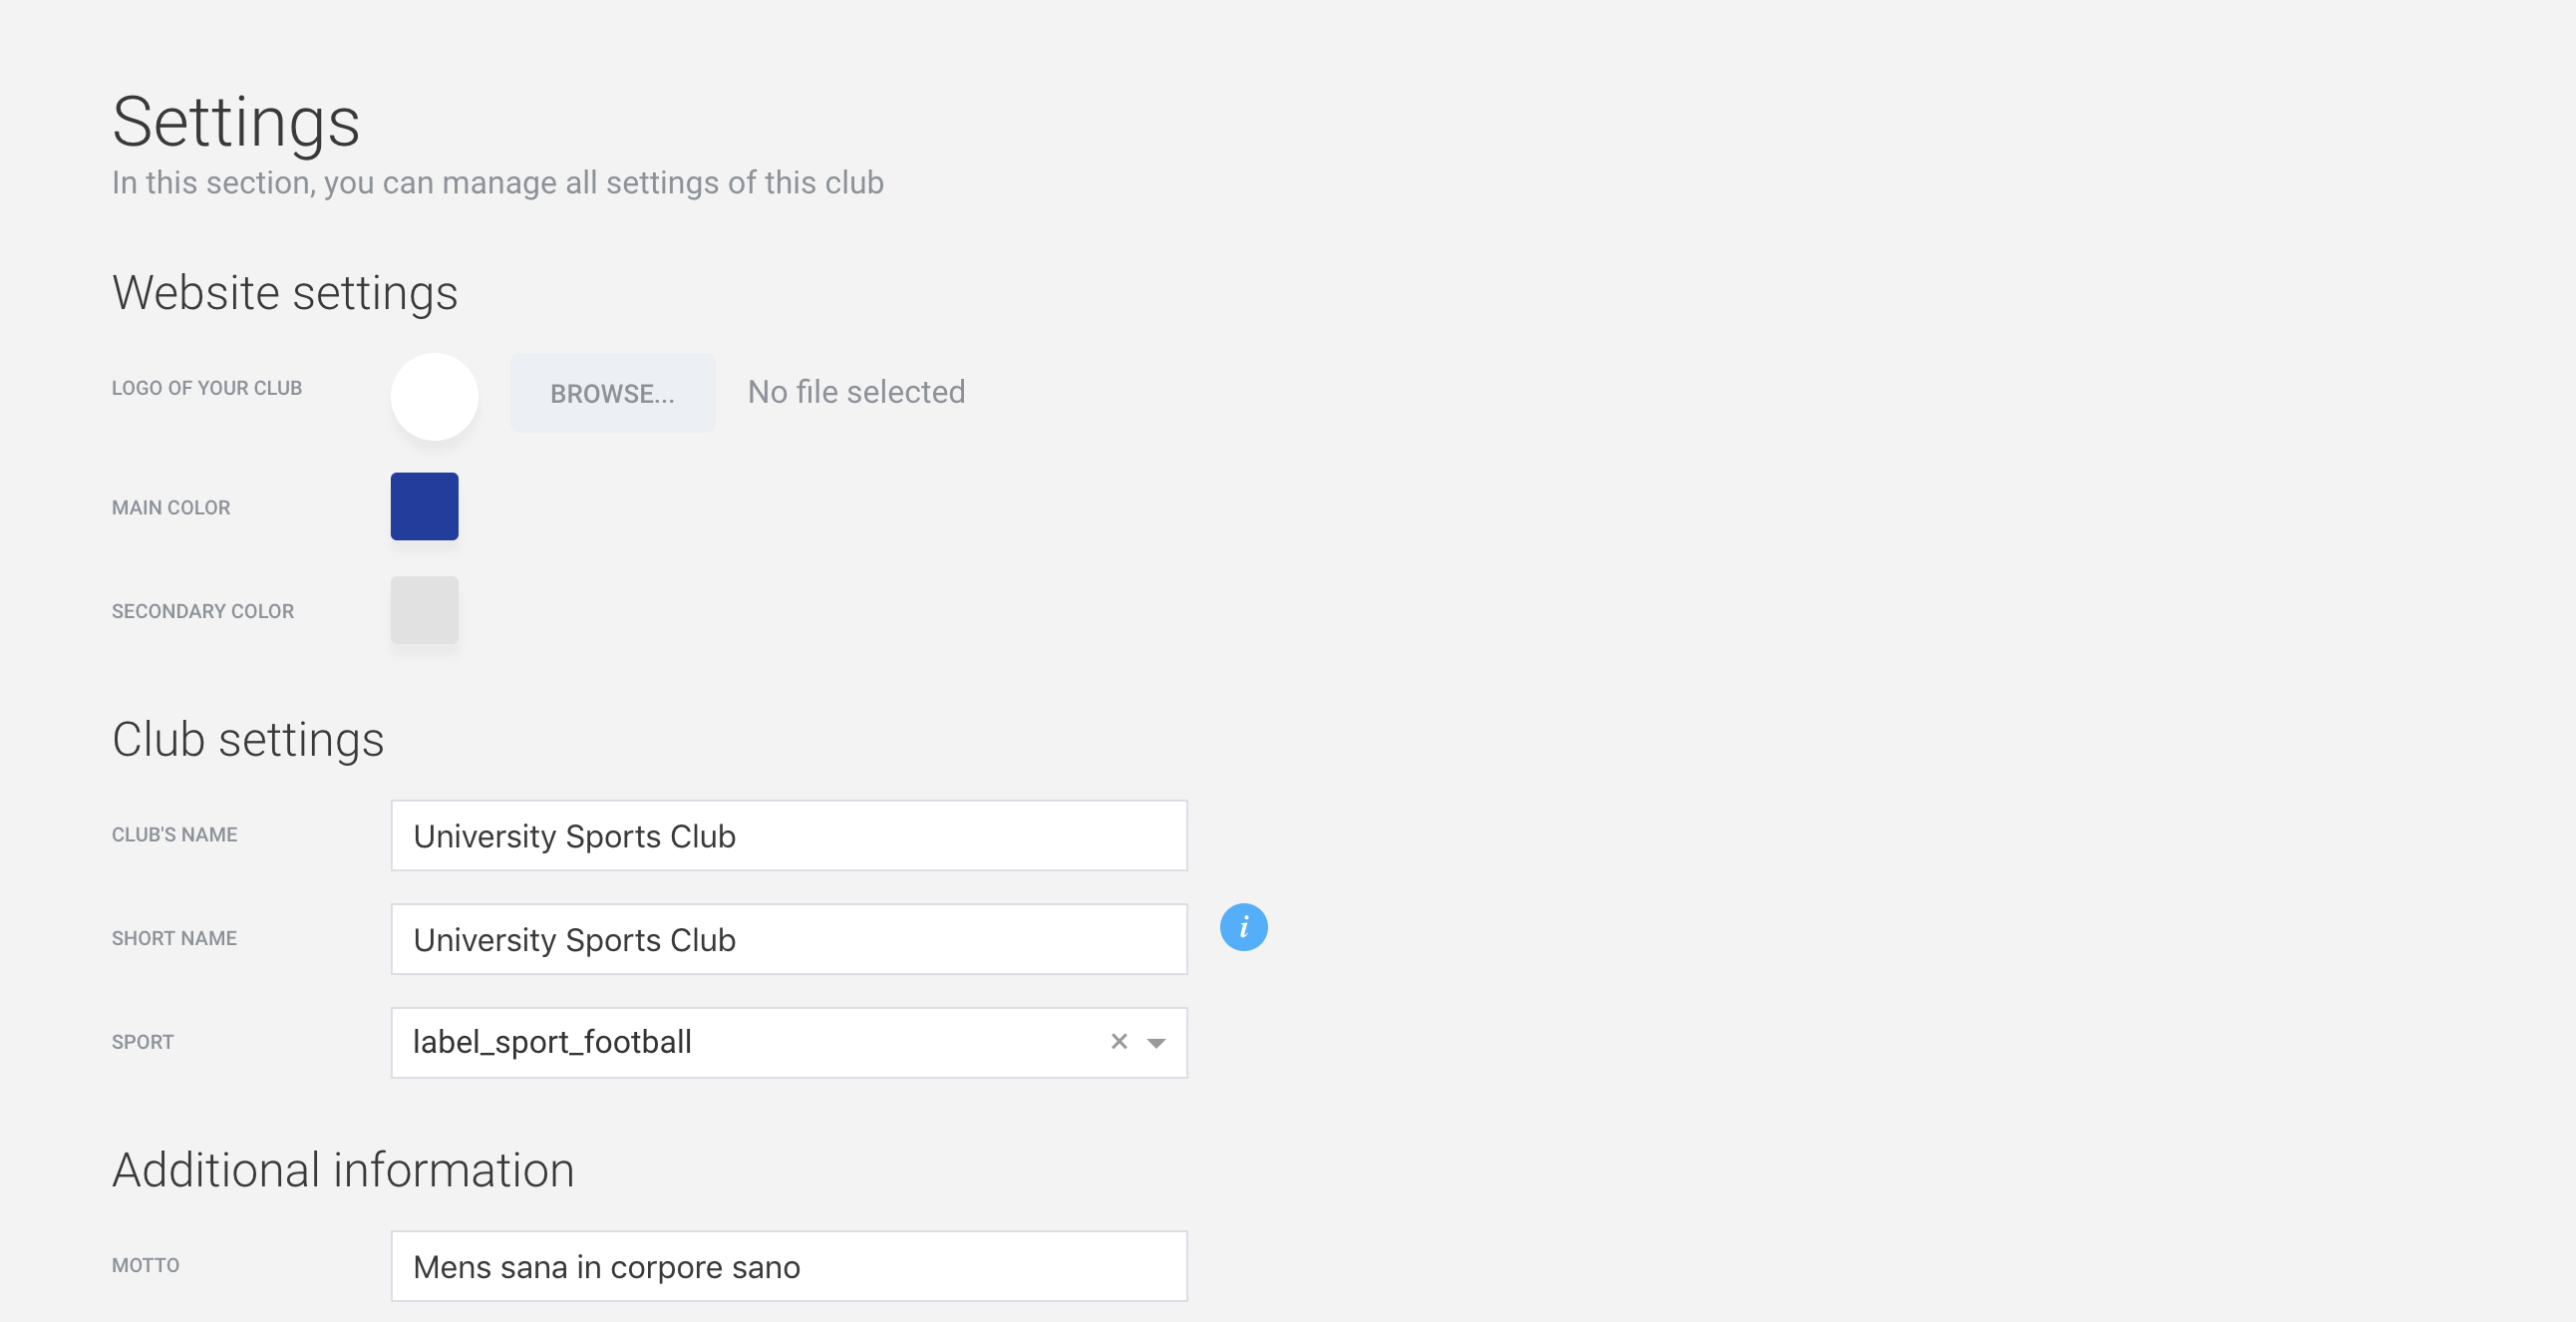 Settings
In this section, you can manage all settings of this club
Website settings
LOGO OF YOUR CLUB
BROWSE...
No file selected
MAIN COLOR
SECONDARY COLOR
Club settings
CLUB'S NAME
University Sports Club
SHORT NAME
University Sports Club
i
SPORT
label_sport_football
Additional information
MOTTO
Mens sana in corpore sano